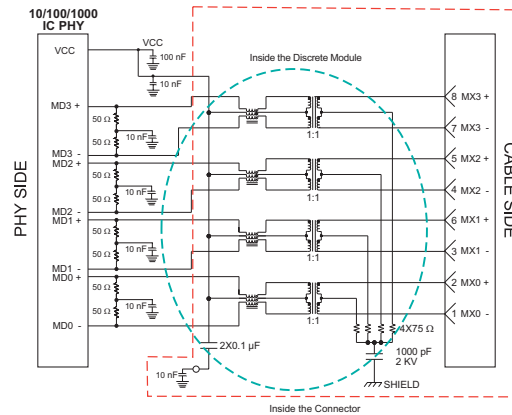 10/100/1000
IC PHY
VCC
VCC
100 nF
10 nF
Inside the Discrete Module
MD3 +
50 Ω
10 nF
50 Ω
MD3 -
MD2 +
50 Ω
10 nF
50 Ω
MD2 -
MD1 +
50 Ω
10 nF
50 Ω
MD1 -
MD0 +
50 Ω
10 nF
50 Ω
MD0 -
PHY SIDE
1:1
1:1
1:1
1:1
8 MX3 +
7 MX3 -
5 MX2 +
4 MX2 -
6 MX1 +
3 MX1 -
2 MX0 +
1 MX0 -
CABLE SIDE
4X75 Ω
2X0.1 μF
1000 pF
2 KV
10 nF
SHIELD
Inside the Connector